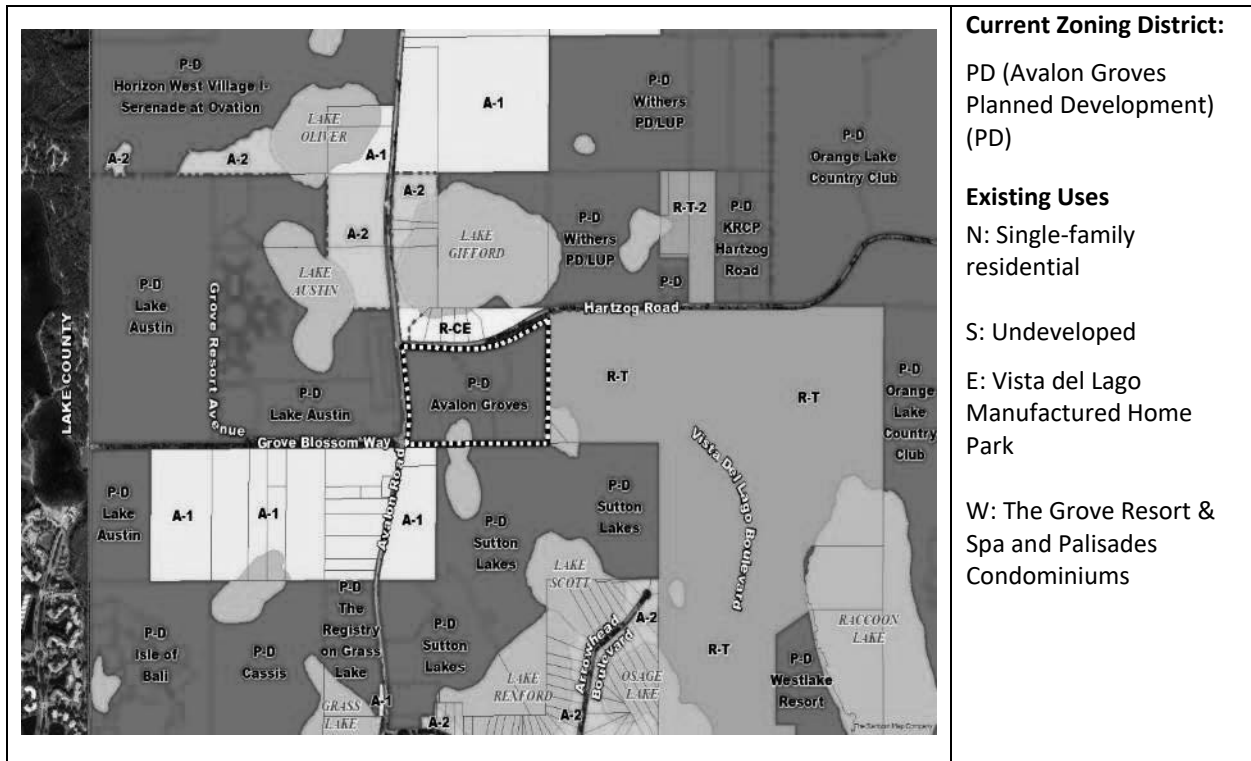 P-D
Horizon West Village I-
Serenade at Ovation
LAKE
OLIVER
A-2
A-2
A-1
A-1
P-D
Withers
PD/LUP
P-D
Orange Lake
Country Club
A-2
A-2
LAKE
GIFFORD
P-D
Withers
PD/LUP
R-T-2
P-D
KRCP
Hartzog
Road
P-D
P-D
Lake
Austin
Grove Resort Avenue
LAKE
AUSTIN
Hartzog Road
R-CE
LAKE COUNTY
P-D
Lake Austin
P-D
Avalon Groves
R-T
R-T
P-D
Orange
Lake
Country
Club
Grove Blossom Way
Avalon Road
P-D
Lake
Austin
A-1
A-1
A-1
P-D
Sutton
Lakes
P-D
Sutton
Lakes
Vista Del Lago Boulevard
LAKE
SCOTT
P-D
Isle of
Bali
P-D
Cassis
P-D
The
Registry
on Grass
Lake
P-D
Sutton
Lakes
A-2
Arrowhead
Boulevard
LAKE
RENFORD
OSAGE
LAKE
R-T
RACCOON
LAKE
P-D
Westlake
Resort
GRASS
LAKE
A-1
A-2
A-2
Current Zoning District:
PD (Avalon Groves
Planned Development)
(PD)
Existing Uses
N: Single-family
residential
S: Undeveloped
E: Vista del Lago
Manufactured Home
Park
W: The Grove Resort &
Spa and Palisades
Condominiums